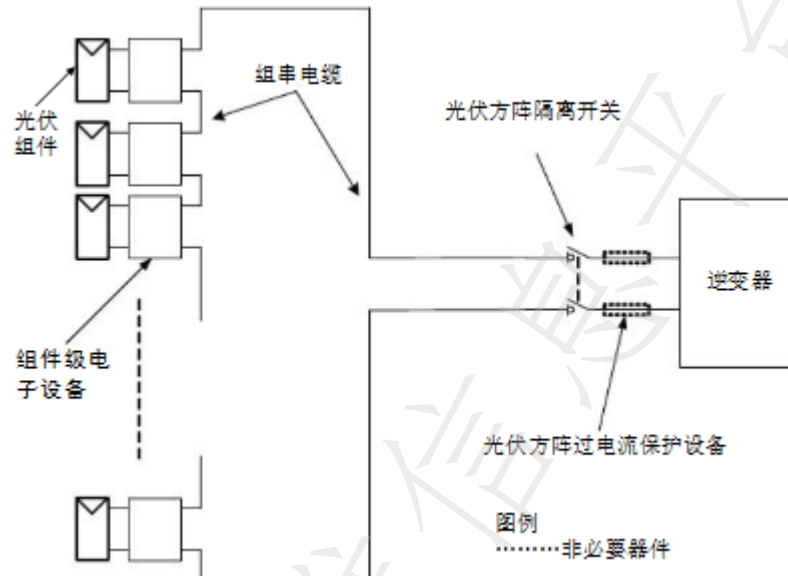 组串电缆
光伏方阵隔离开关
光伏
组件
逆变器
组件级电
子设备
光伏方阵过电流保护设备
图例
非必要器件